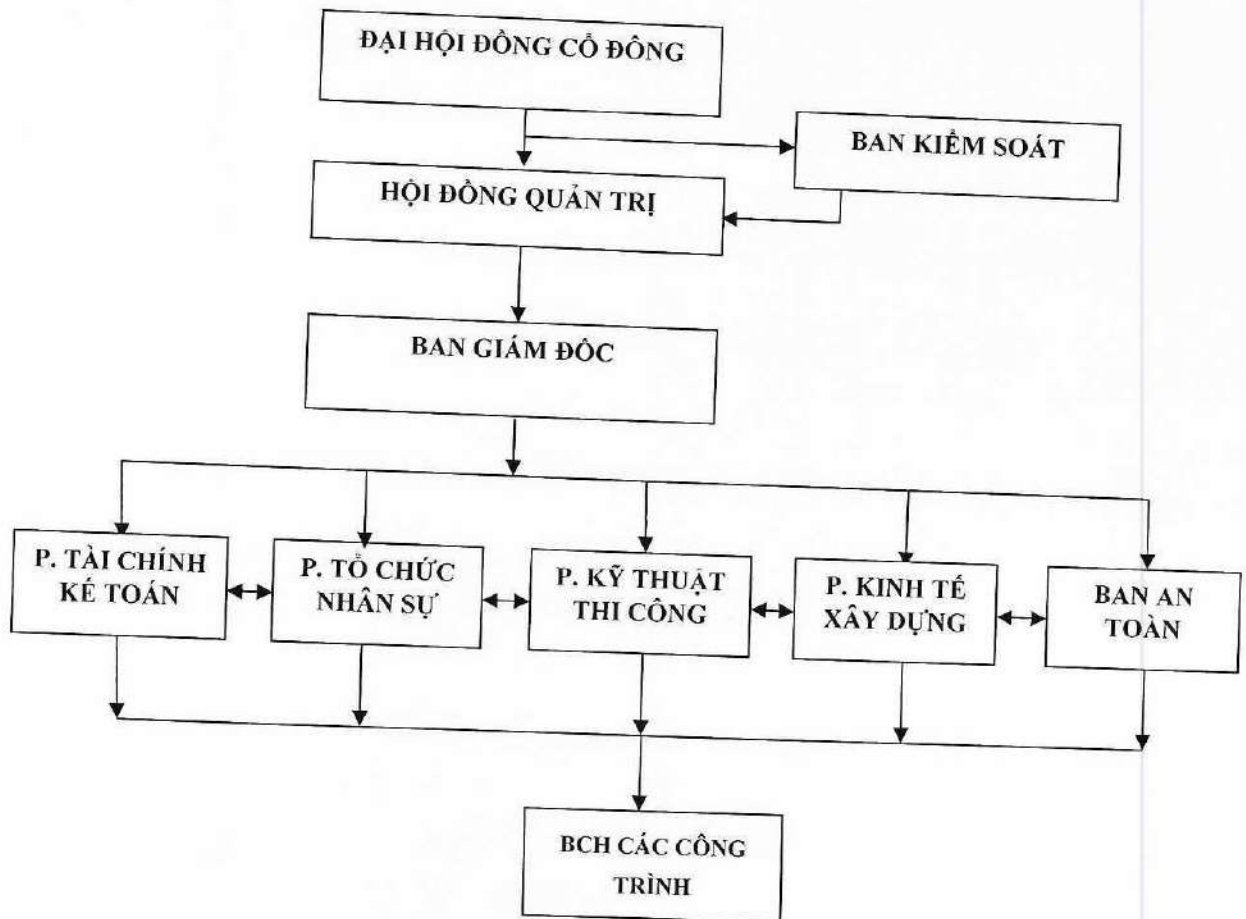 ĐẠI HỘI ĐỒNG CỔ ĐÔNG
BAN KIỂM SOÁT
HỘI ĐỒNG QUẢN TRỊ
BAN GIÁM ĐỐC
P. TÀI CHÍNH
KẾ TOÁN
P. TỔ CHỨC
NHÂN SỰ
P. KỸ THUẬT
THI CÔNG
P. KINH TẾ
XÂY DỰNG
BAN AN
TOÀN
BCH CÁC CÔNG
TRÌNH